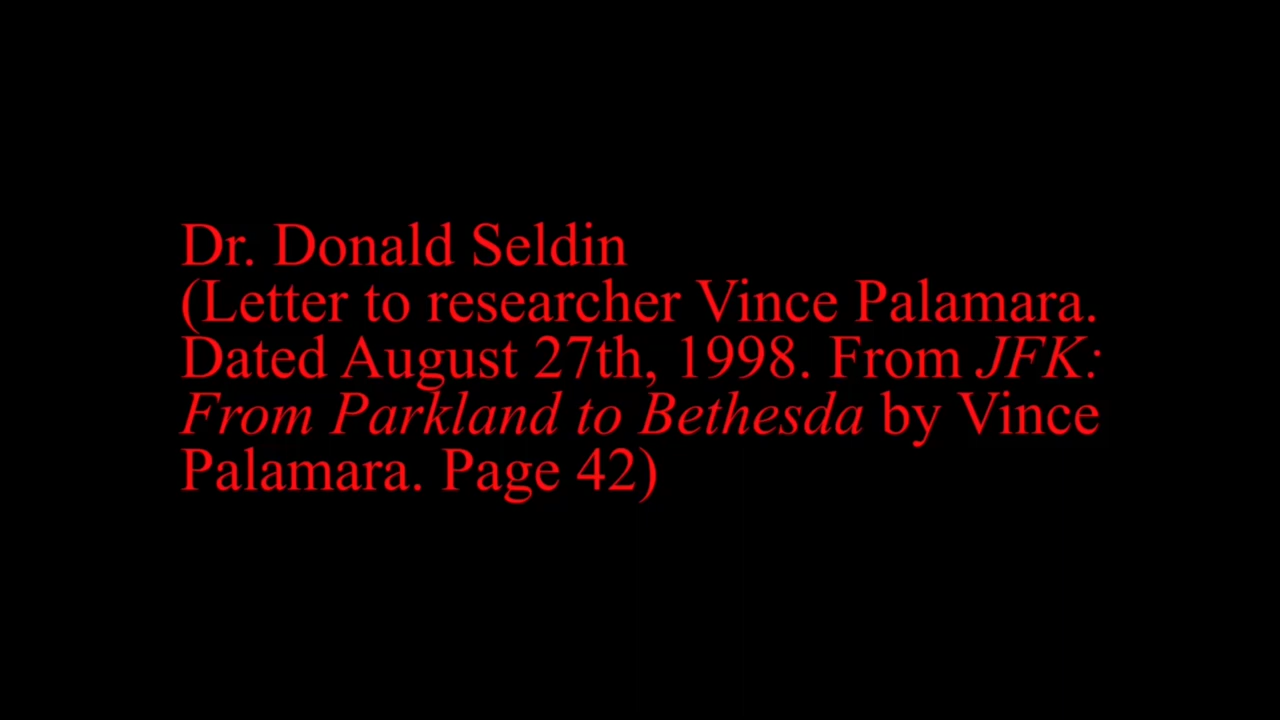 Dr. Donald Seldin
(Letter to researcher Vince Palamara.
Dated August 27th, 1998. From JFK:
From Parkland to Bethesda by Vince
Palamara. Page 42)